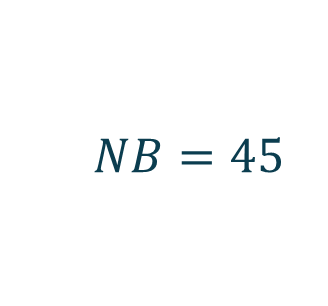 NB = 45